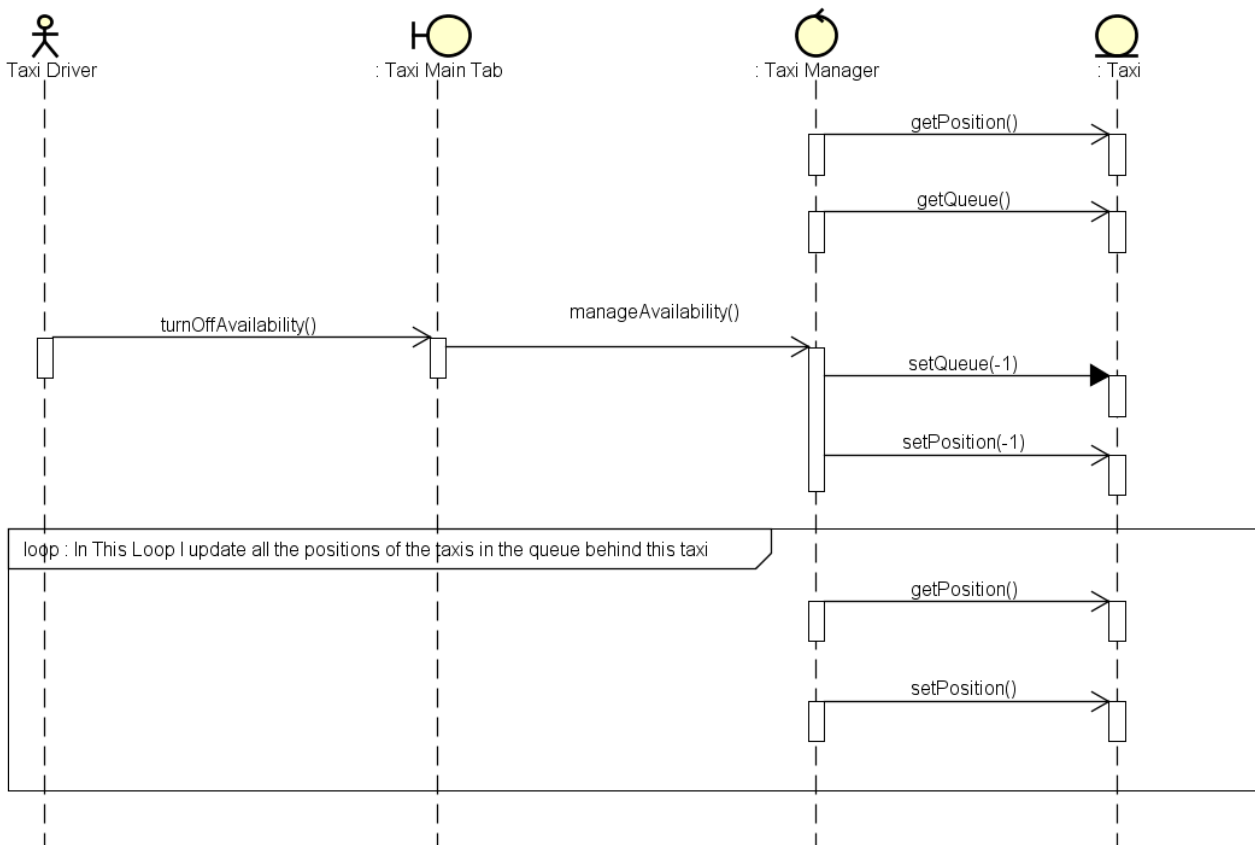 Taxi Driver
: Taxi Main Tab
: Taxi Manager
: Taxi
getPosition()
getQueue()
turnOffAvailability()
manageAvailability()
setQueue(-1)
setPosition(-1)
loop : In This Loop I update all the positions of the taxis in the queue behind this taxi
getPosition()
setPosition()